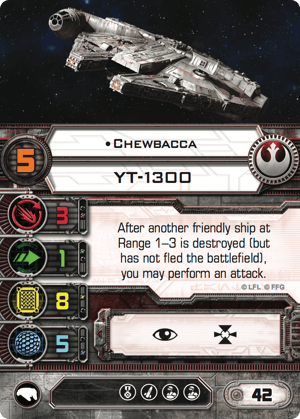 • Chewbacca
5
YT-1300
3
After another friendly ship at
Range 1–3 is destroyed (but
has not fled the battlefield),
you may perform an attack.
1
© LFL © FFG
8
5
42